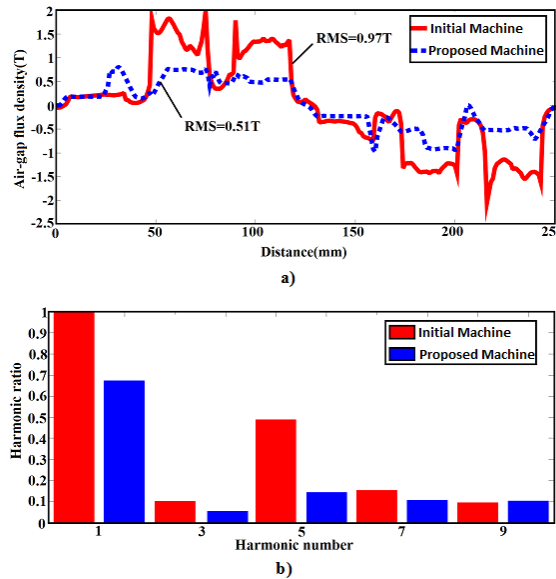 2
1.5
1
0.5
0
-0.5
-1
-1.5
-2
-2.5
Air-gap flux density(T)
Initial Machine
Proposed Machine
RMS=0.97T
RMS=0.51T
0
50
100
150
200
25
Distance(mm)
a)
1
0.9
0.8
0.7
0.6
0.5
0.4
0.3
0.2
0.1
0
Harmonic ratio
Initial Machine
Proposed Machine
1
3
5
7
9
Harmonic number
b)